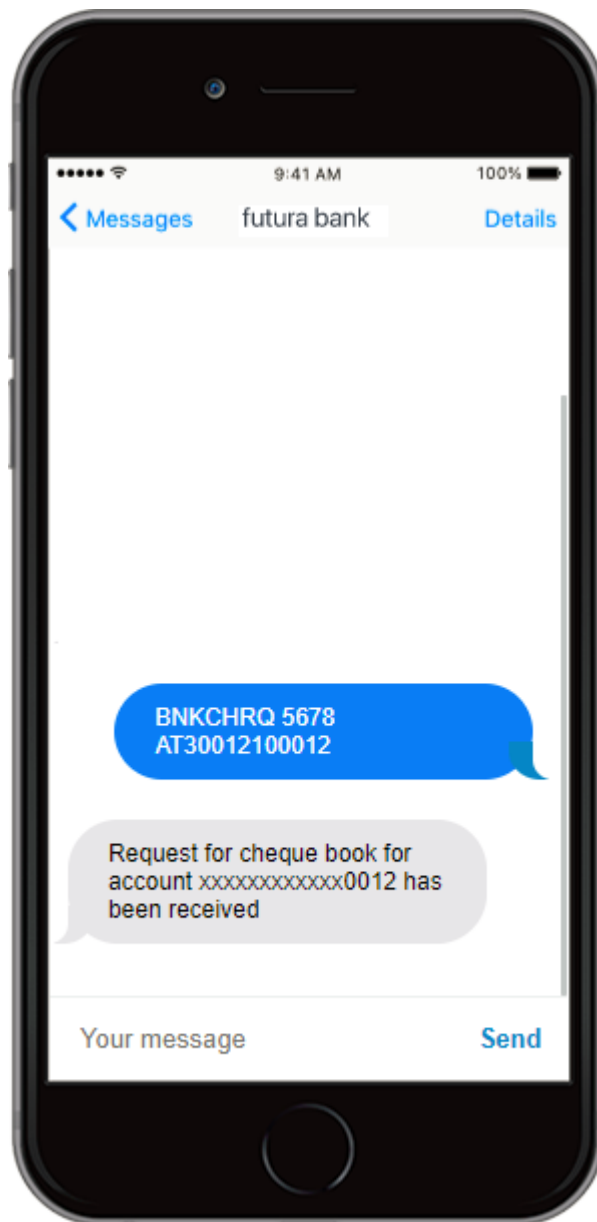 9:41 AM 100%
Messages futura bank Details
BNKCHRQ 5678
AT30012100012
Request for cheque book for
account xxxxxxxxxxxx0012 has
been received
Your message Send